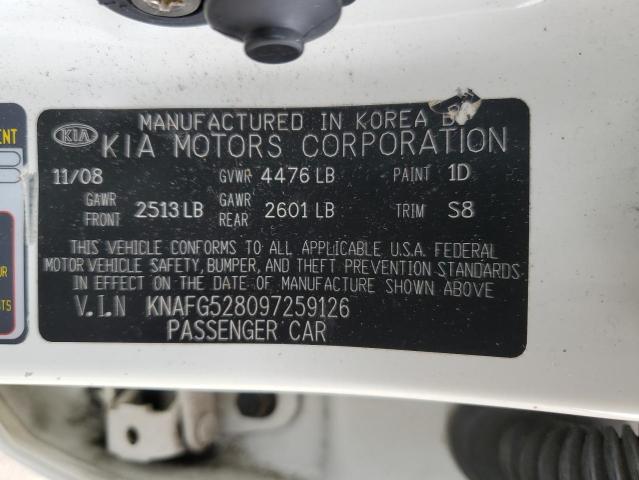 MANUFACTURED IN KOREA BY
KIA KIA MOTORS CORPORATION
11/08 GVWR 4476 LB PAINT 1D
GAWR FRONT 2513 LB GAWR REAR 2601 LB TRIM S8
THIS VEHICLE CONFORMS TO ALL APPLICABLE U.S.A. FEDERAL
MOTOR VEHICLE SAFETY, BUMPER, AND THEFT PREVENTION STANDARDS
IN EFFECT ON THE DATE OF MANUFACTURE SHOWN ABOVE
V.I.N KNAFG528097259126
PASSENGER CAR